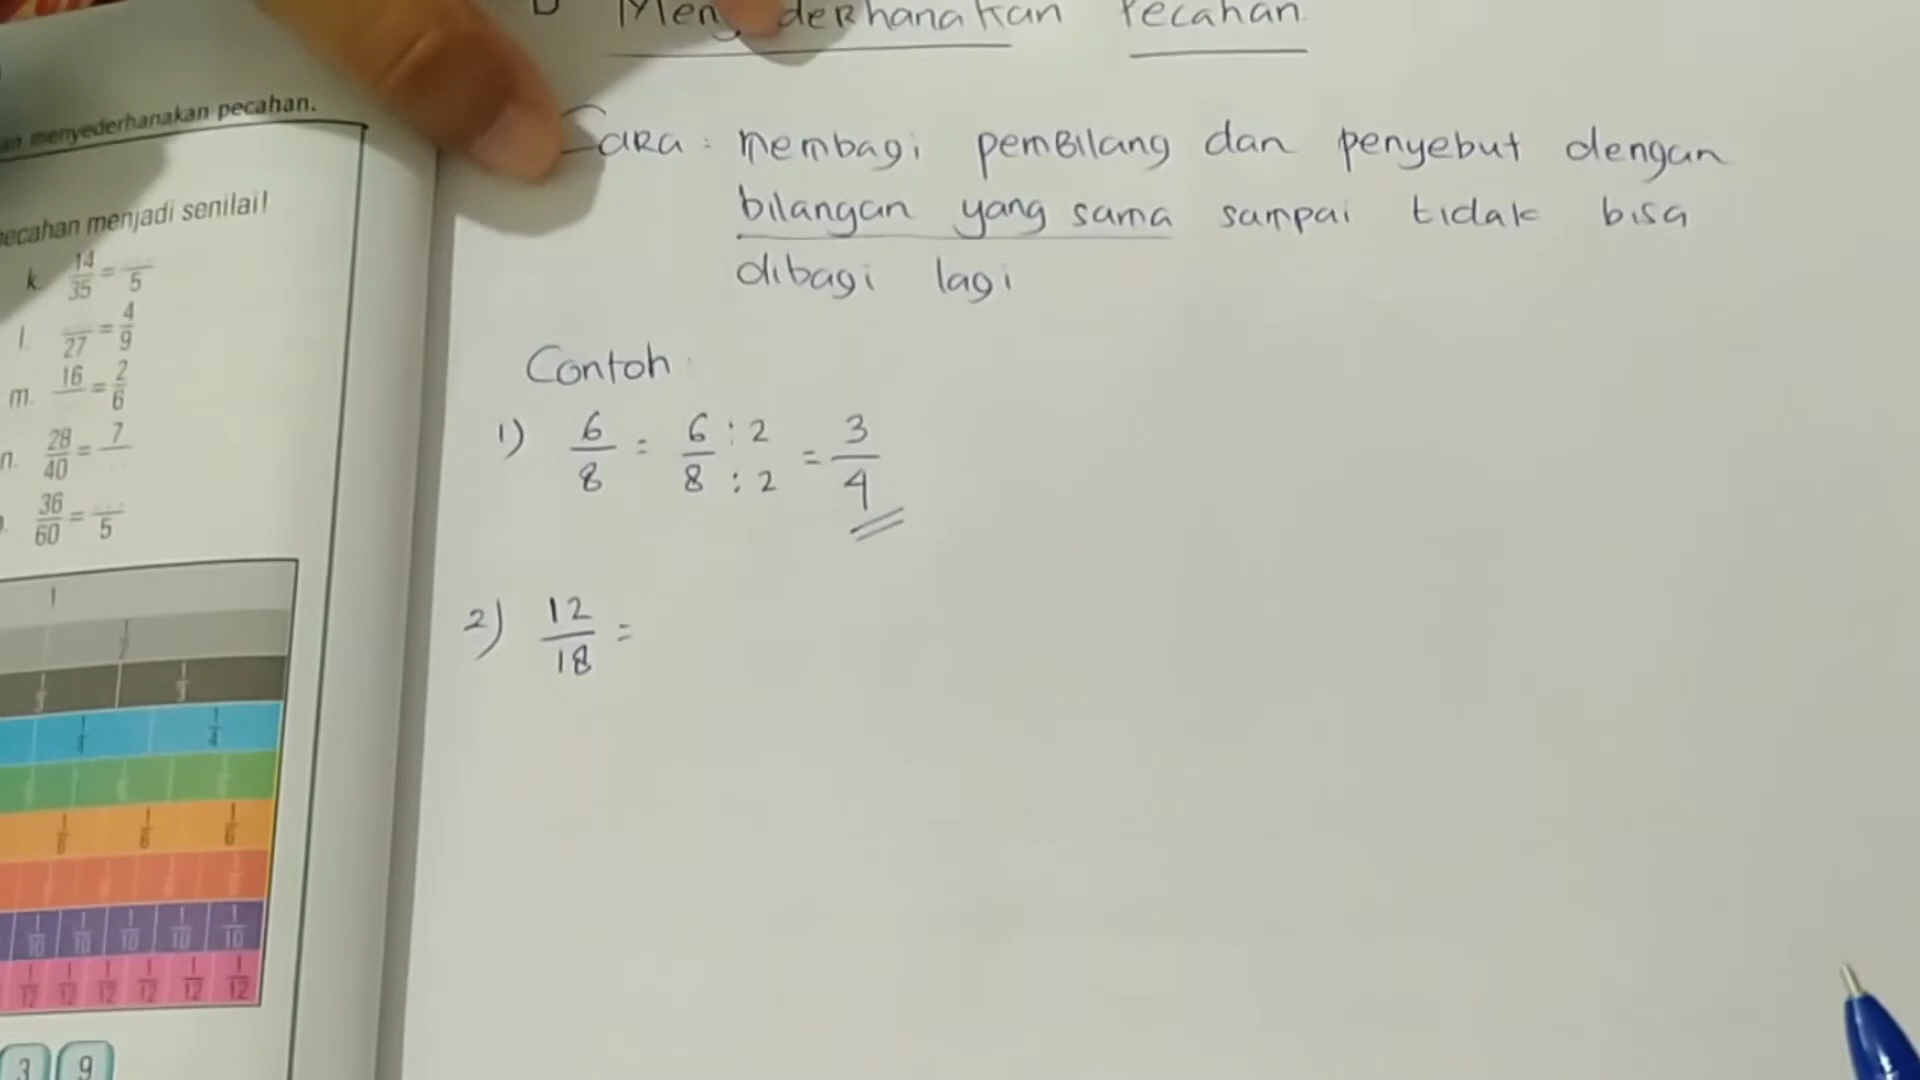 menyederhanakan pecahan.
pecahan menjadi senilai!
k. 14/35 = .../5
l. .../27 = 4/9
m. 16/ = 2/6
n. 28/40 = 7/...
36/60 = .../5
1
1/3
1/4 1/4
1/6 1/6 1/6
1/10 1/10 1/10 1/10 1/10
1/12 1/12 1/12 1/12 1/12 1/12
3 9
Pecahan
Cara : Membagi pemBilang dan penyebut dengan
bilangan yang sama sampai tidak bisa
dibagi lagi
Contoh :
1) 6/8 = 6 : 2/8 : 2 = 3/4
2) 12/18 =